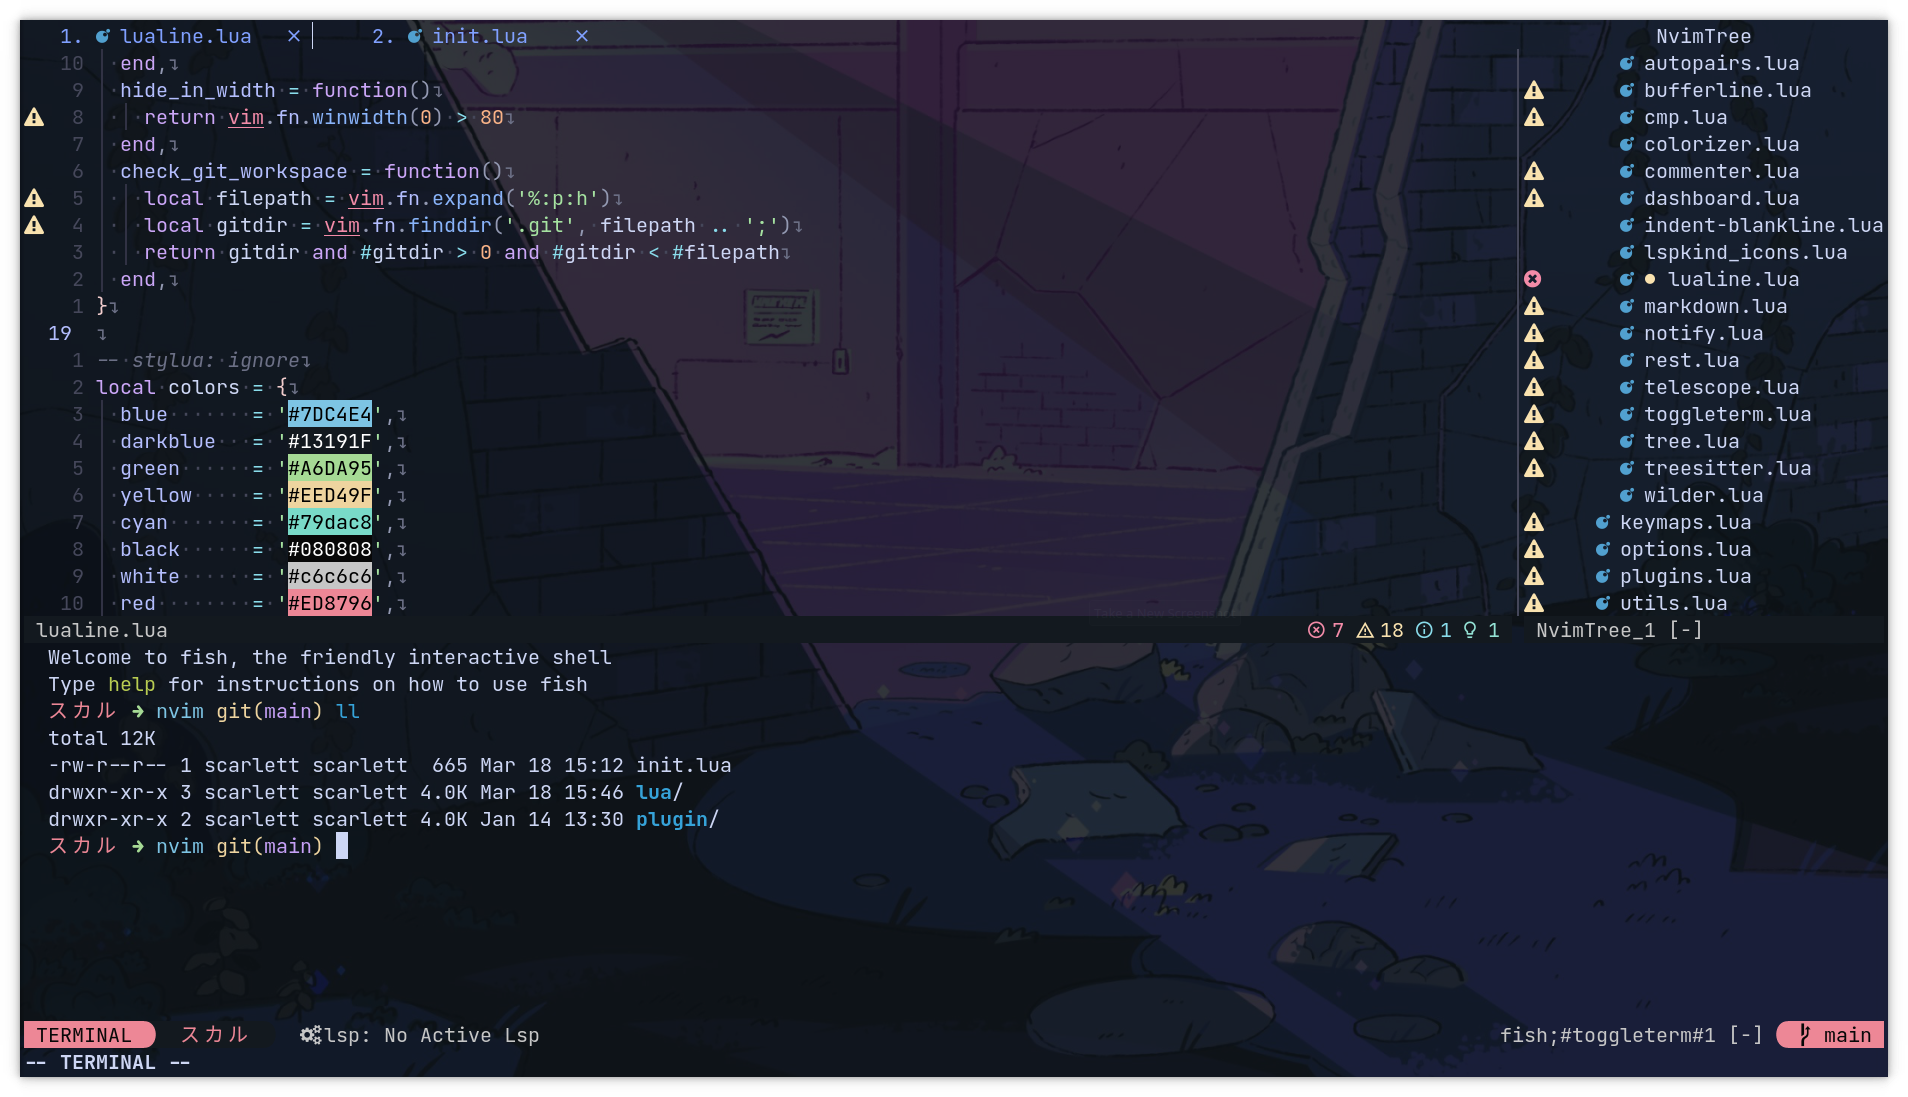 1. lualine.lua × 2. init.lua ×
10 end,
9 hide_in_width = function()
8 return vim.fn.winwidth(0) > 80
7 end,
6 check_git_workspace = function()
5 local filepath = vim.fn.expand('%:p:h')
4 local gitdir = vim.fn.finddir('.git', filepath .. ';')
3 return gitdir and #gitdir > 0 and #gitdir < #filepath
2 end,
1 }
19
1 -- stylua: ignore
2 local colors = {
3 blue = '#7DC4E4',
4 darkblue = '#13191F',
5 green = '#A6DA95',
6 yellow = '#EED49F',
7 cyan = '#79dac8',
8 black = '#080808',
9 white = '#c6c6c6',
10 red = '#ED8796',
NvimTree
autopairs.lua
bufferline.lua
cmp.lua
colorizer.lua
commenter.lua
dashboard.lua
indent-blankline.lua
lspkind_icons.lua
lualine.lua
markdown.lua
notify.lua
rest.lua
telescope.lua
toggleterm.lua
tree.lua
treesitter.lua
wilder.lua
keymaps.lua
options.lua
plugins.lua
utils.lua
lualine.lua 7 18 1 1 NvimTree_1 [-]
Welcome to fish, the friendly interactive shell
Type help for instructions on how to use fish
スカル ➜ nvim git(main) ll
total 12K
-rw-r--r-- 1 scarlett scarlett 665 Mar 18 15:12 init.lua
drwxr-xr-x 3 scarlett scarlett 4.0K Mar 18 15:46 lua/
drwxr-xr-x 2 scarlett scarlett 4.0K Jan 14 13:30 plugin/
スカル ➜ nvim git(main)
TERMINAL スカル lsp: No Active Lsp fish;#toggleterm#1 [-] main
-- TERMINAL --